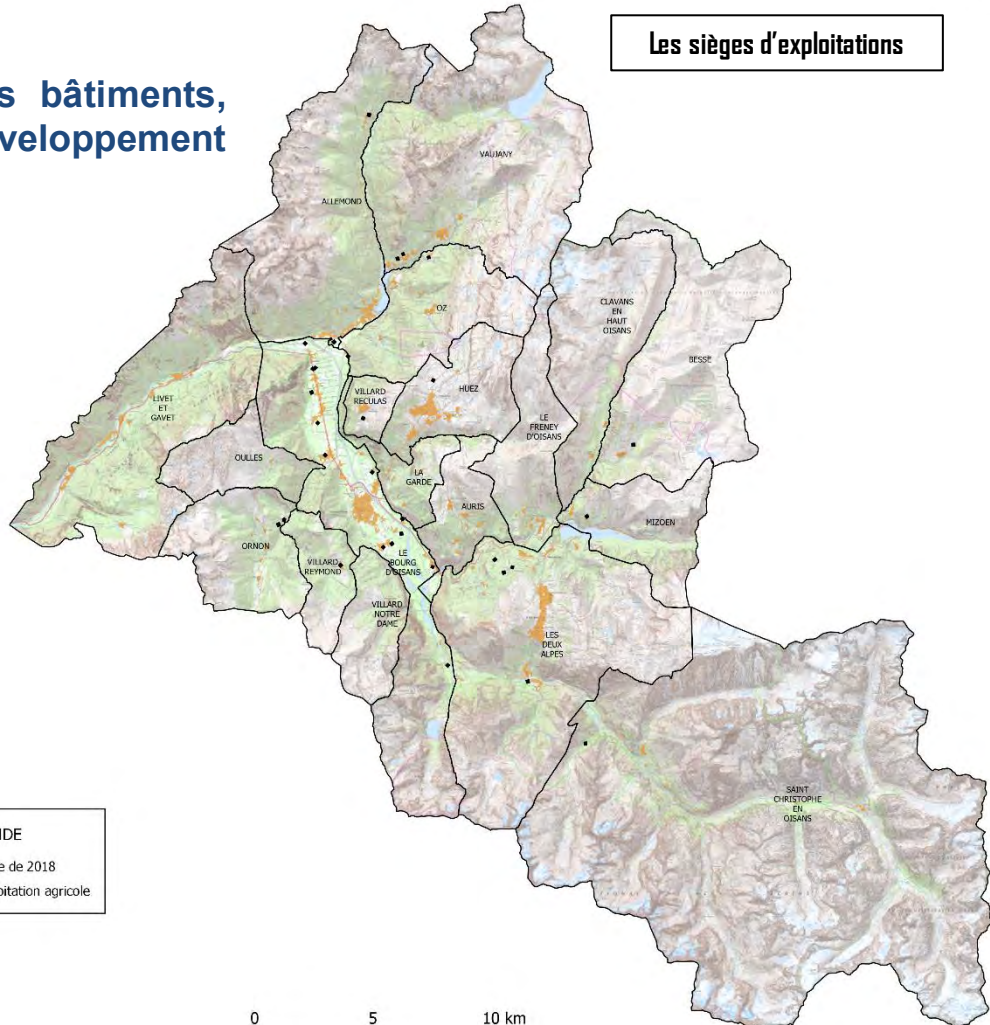 Les sièges d'exploitations
s bâtiments,
veloppement
VAUJANY
ALLEMOND
OZ
CLAVANS
EN
HAUT
OISANS
BESSE
LIVET
ET
GAVET
VILLARD
RECULAS
HUEZ
LE
FRENEY
D'OISANS
OULLES
LA
GARDE
AURIS
MIZOEN
ORNON
VILLARD
REYMOND
LE
BOURG
D'OISANS
VILLARD
NOTRE
DAME
LES
DEUX
ALPES
SAINT
CHRISTOPHE
EN
OISANS
NDE
e de 2018
oitation agricole
0 5 10 km